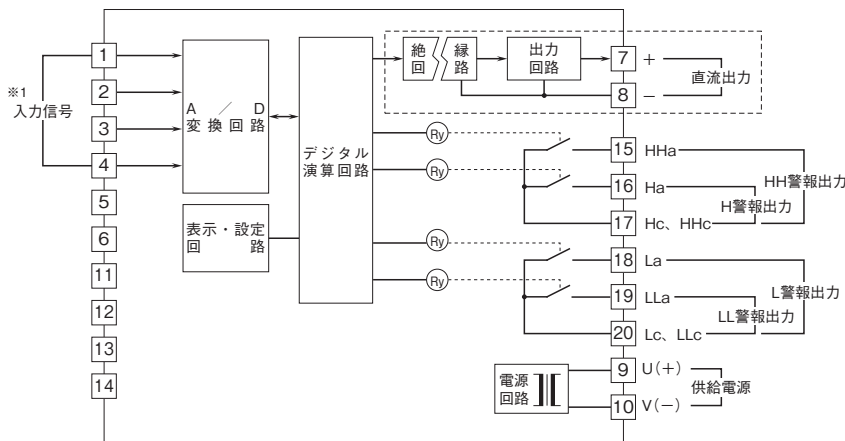 ※1
入力信号
1
2
3
4
5
6
11
12
13
14
A／D
変換回路
表示・設定
回路
デジタル
演算回路
絶縁
回路
出力
回路
Ry
Ry
Ry
Ry
7 +
8 −
直流出力
15 HHa
16 Ha
17 Hc、HHc
H警報出力
HH警報出力
18 La
19 LLa
20 Lc、LLc
LL警報出力
L警報出力
電源
回路
9 U(+)
10 V(−)
供給電源